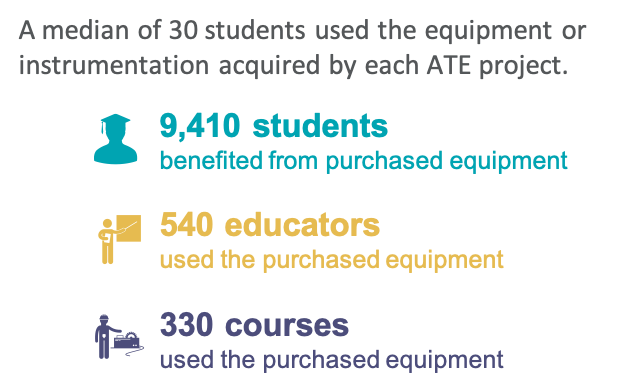 A median of 30 students used the equipment or
instrumentation acquired by each ATE project.
9,410 students
benefited from purchased equipment
540 educators
used the purchased equipment
330 courses
used the purchased equipment